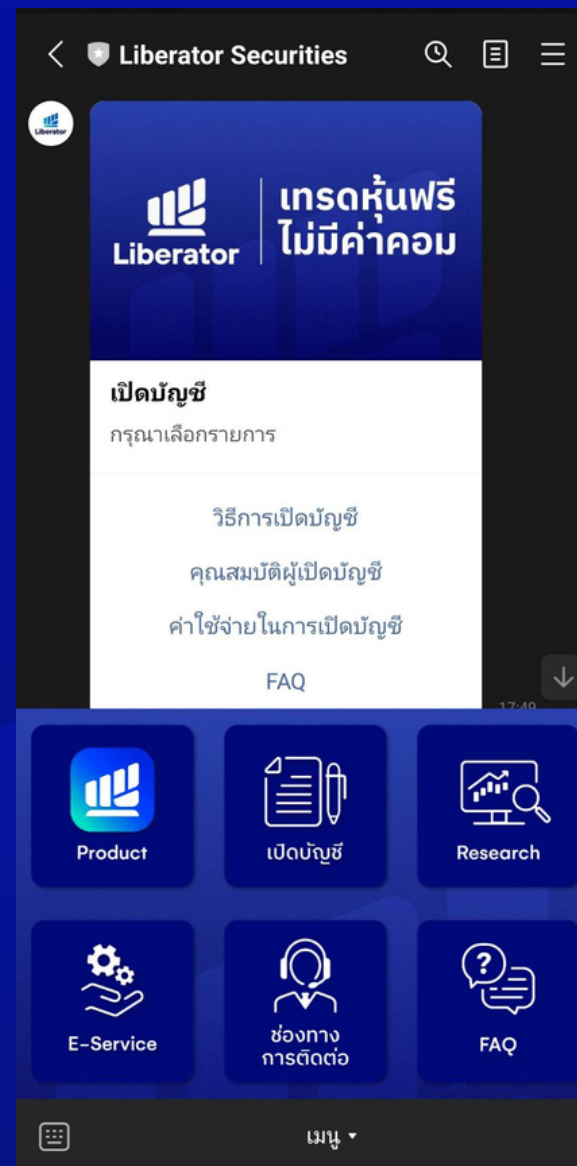 Liberator Securities
Liberator
เทรดหุ้นฟรี
ไม่มีค่าคอม
Liberator
เปิดบัญชี
กรุณาเลือกรายการ
วิธีการเปิดบัญชี
คุณสมบัติผู้เปิดบัญชี
ค่าใช้จ่ายในการเปิดบัญชี
FAQ
17:49
Product
เปิดบัญชี
Research
E-Service
ช่องทาง
การติดต่อ
FAQ
เมนู